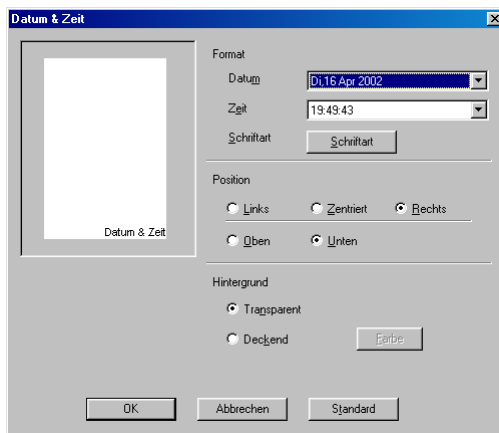 Datum & Zeit
Format
Datum Di,16 Apr 2002
Zeit 19:49:43
Schriftart Schriftart
Position
Links Zentriert Rechts
Oben Unten
Datum & Zeit
Hintergrund
Transparent
Deckend Farbe
OK Abbrechen Standard